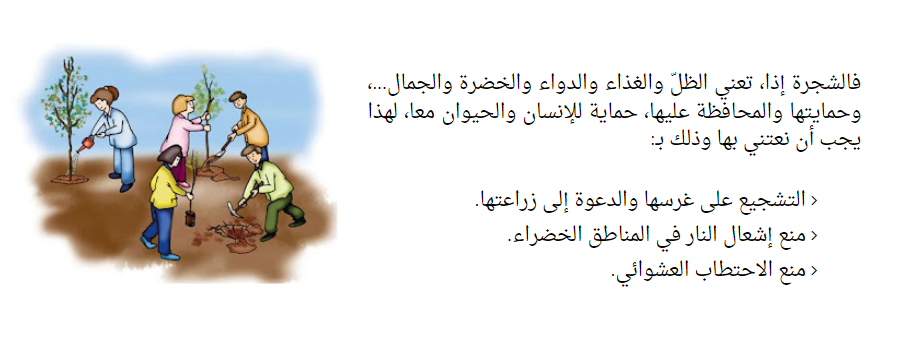 فالشجرة إذا، تعني الظلّ والغذاء والدواء والخضرة والجمال...،
وحمايتها والمحافظة عليها، حماية للإنسان والحيوان معا، لهذا
يجب أن نعتني بها وذلك بـ:
› التشجيع على غرسها والدعوة إلى زراعتها.
› منع إشعال النار في المناطق الخضراء.
› منع الاحتطاب العشوائي.